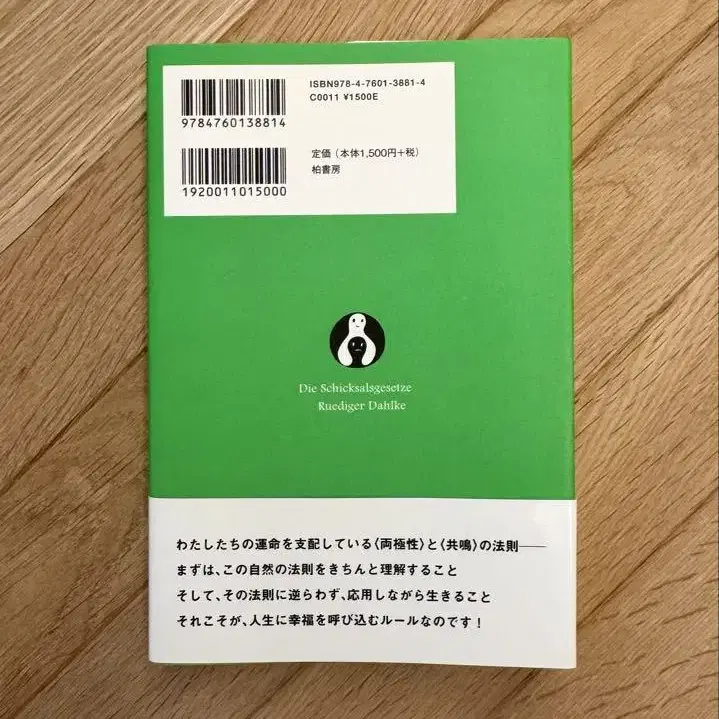 ISBN978-4-7601-3881-4
C0011 ¥1500E
9784760138814
定価（本体1,500円+税）
柏書房
1920011015000
Die Schicksalsgesetze
Ruediger Dahlke
わたしたちの運命を支配している〈両極性〉と〈共鳴〉の法則――
まずは、この自然の法則をきちんと理解すること
そして、その法則に逆らわず、応用しながら生きること
それこそが、人生に幸福を呼び込むルールなのです！